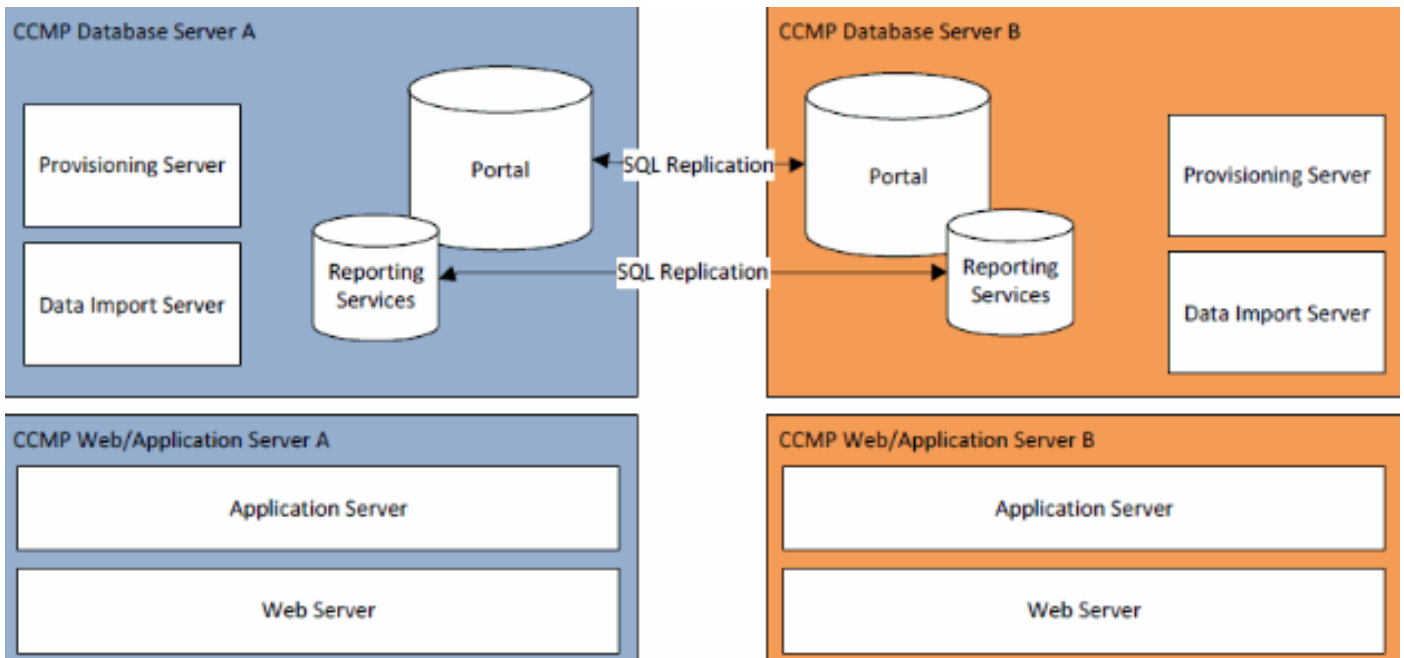 CCMP Database Server A
Provisioning Server
Data Import Server
Portal
Reporting
Services
SQL Replication
SQL Replication
CCMP Database Server B
Portal
Reporting
Services
Provisioning Server
Data Import Server
CCMP Web/Application Server A
Application Server
Web Server
CCMP Web/Application Server B
Application Server
Web Server